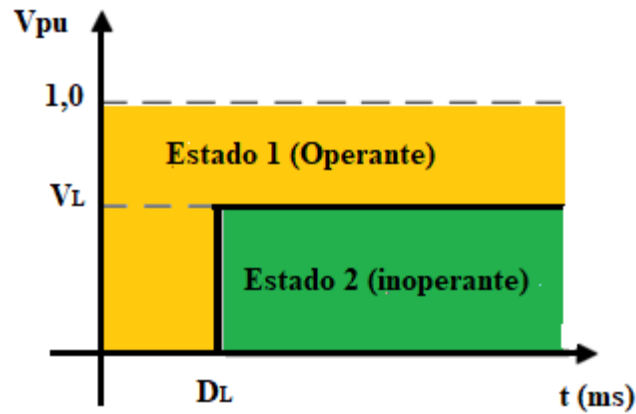 Vpu
1,0
Estado 1 (Operante)
VL
Estado 2 (inoperante)
DL
t (ms)